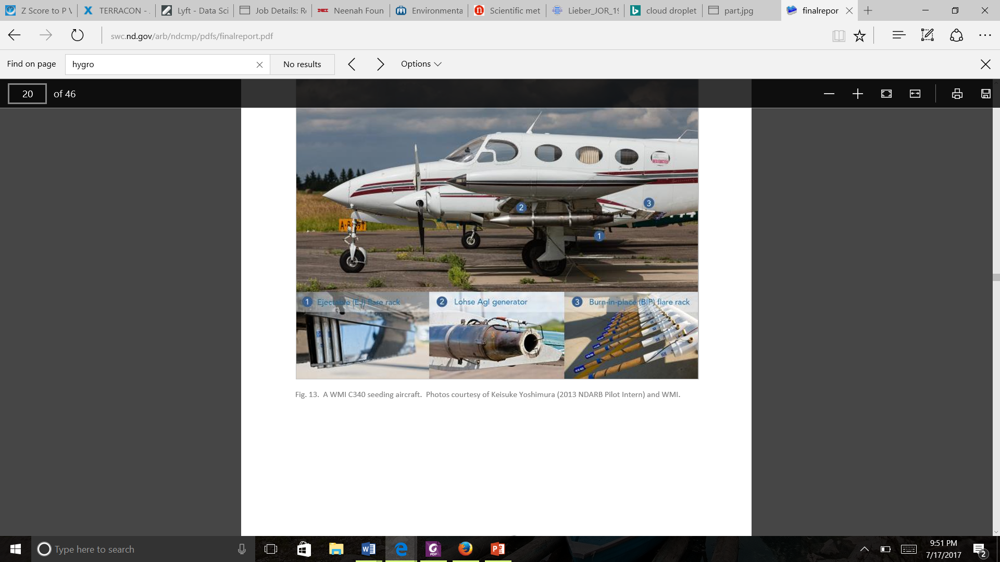 Z Score to P V
TERRACON - .
Lyft - Data Sci
Job Details: R
Neenah Foun
Environmenta
Scientific met
Lieber_JOR_19
cloud droplet
part.jpg
finalrepor
swc.nd.gov/arb/ndcmp/pdfs/finalreport.pdf
Find on page hygro No results Options
20 of 46
2
3
1
1 Ejectable (EJ) flare rack
2 Lohse AgI generator
3 Burn-in-place (BIP) flare rack
Fig. 13. A WMI C340 seeding aircraft. Photos courtesy of Keisuke Yoshimura (2013 NDARB Pilot Intern) and WMI.
Type here to search
9:51 PM
7/17/2017
2